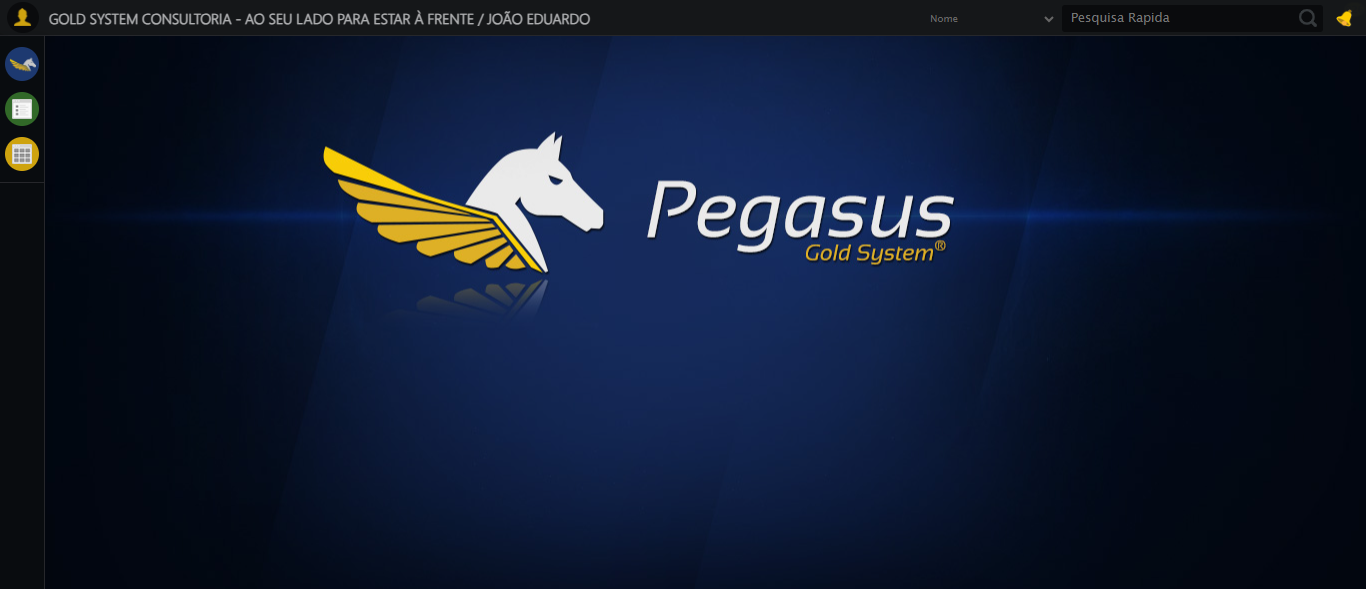 GOLD SYSTEM CONSULTORIA - AO SEU LADO PARA ESTAR À FRENTE / JOÃO EDUARDO
Nome
Pesquisa Rapida
Pegasus
Gold System®